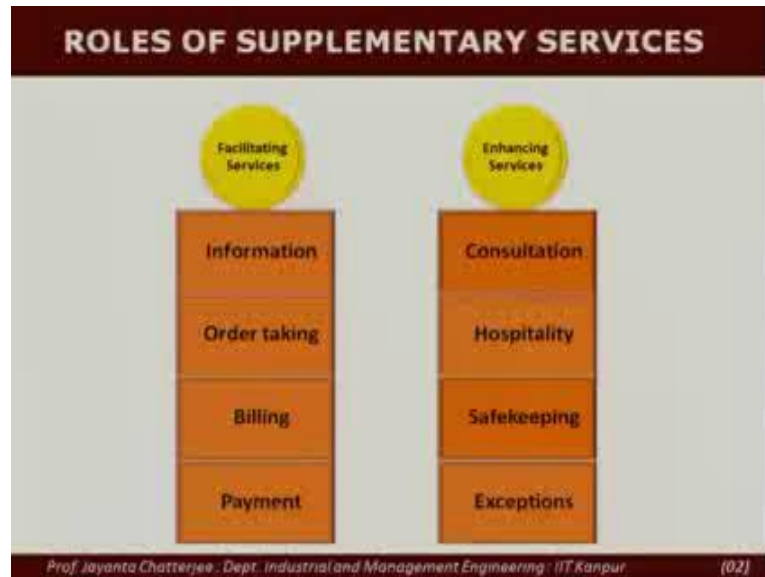 ROLES OF SUPPLEMENTARY SERVICES
Facilitating
Services
Information
Order taking
Billing
Payment
Enhancing
Services
Consultation
Hospitality
Safekeeping
Exceptions
Prof. Jayanta Chatterjee : Dept. Industrial and Management Engineering : IIT Kanpur (02)